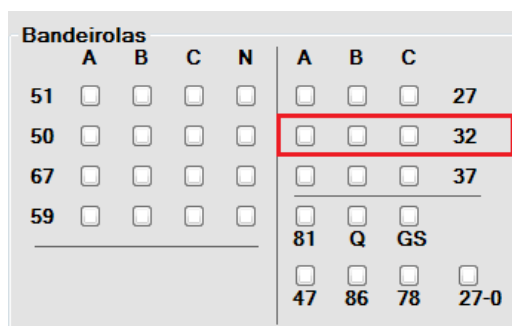 Bandeirolas
A B C N A B C
51 27
50 32
67 37
59
81 Q GS
47 86 78 27-0